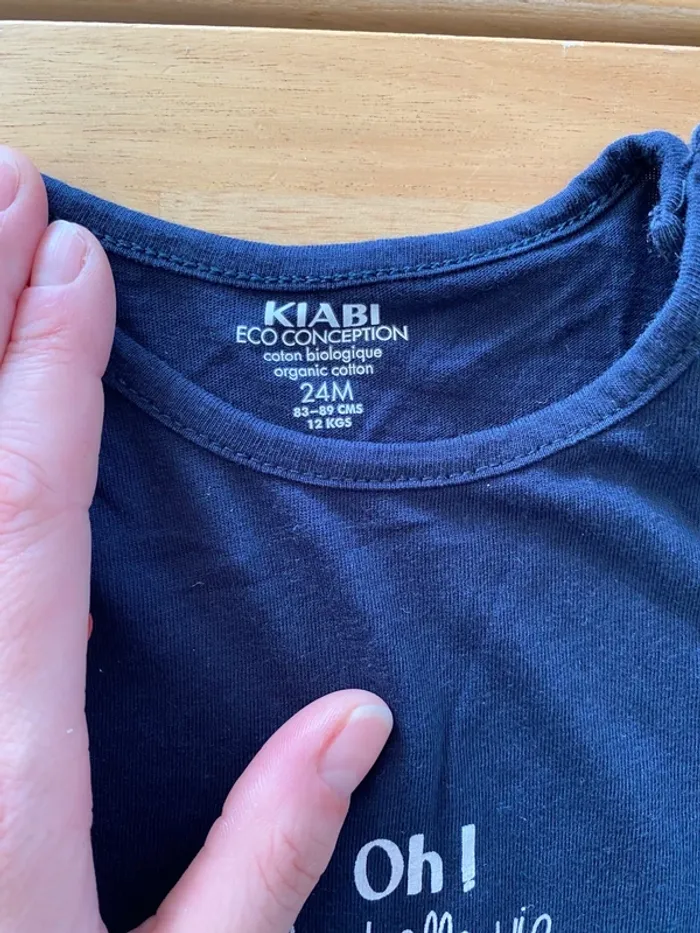 KIABI
ECO CONCEPTION
coton biologique
organic cotton
24M
83–89 CMS
12 KGS
Oh!